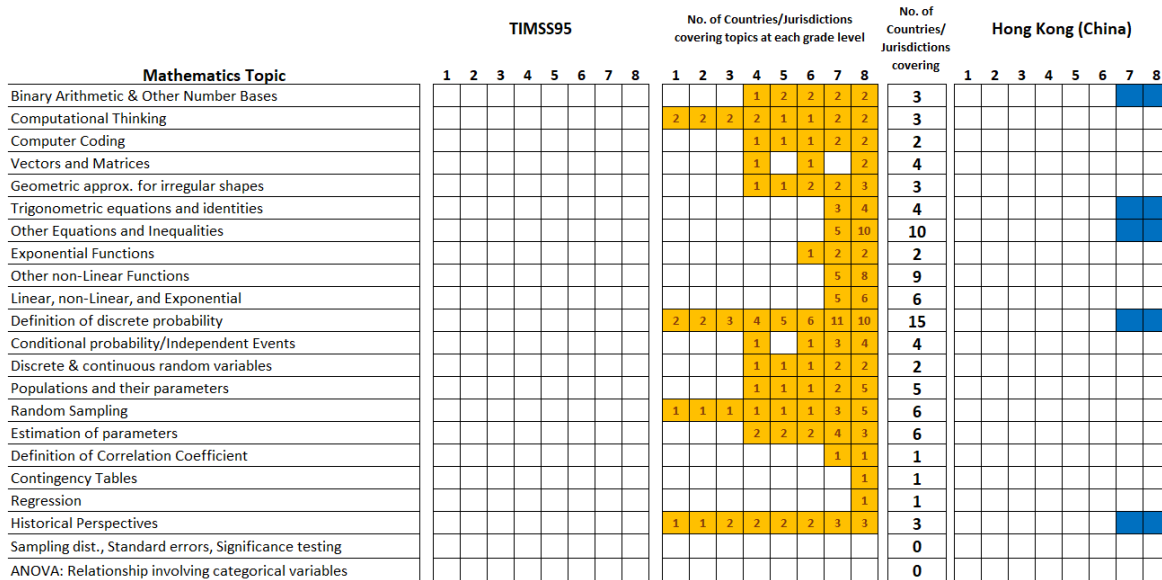 TIMSS95
No. of Countries/Jurisdictions
covering topics at each grade level
No. of
Countries/
Jurisdictions
covering
Hong Kong (China)
Mathematics Topic 1 2 3 4 5 6 7 8 1 2 3 4 5 6 7 8 1 2 3 4 5 6 7 8
Binary Arithmetic & Other Number Bases 1 2 2 2 2 3
Computational Thinking 2 2 2 2 1 1 2 2 3
Computer Coding 1 1 1 2 2 2
Vectors and Matrices 1 1 2 4
Geometric approx. for irregular shapes 1 1 2 2 3 3
Trigonometric equations and identities 3 4 4
Other Equations and Inequalities 5 10 10
Exponential Functions 1 2 2 2
Other non-Linear Functions 5 8 9
Linear, non-Linear, and Exponential 5 6 6
Definition of discrete probability 2 2 3 4 5 6 11 10 15
Conditional probability/Independent Events 1 1 3 4 4
Discrete & continuous random variables 1 1 1 2 2 2
Populations and their parameters 1 1 1 2 5 5
Random Sampling 1 1 1 1 1 1 3 5 6
Estimation of parameters 2 2 2 4 3 6
Definition of Correlation Coefficient 1 1 1
Contingency Tables 1 1
Regression 1 1
Historical Perspectives 1 1 2 2 2 2 3 3 3
Sampling dist., Standard errors, Significance testing 0
ANOVA: Relationship involving categorical variables 0